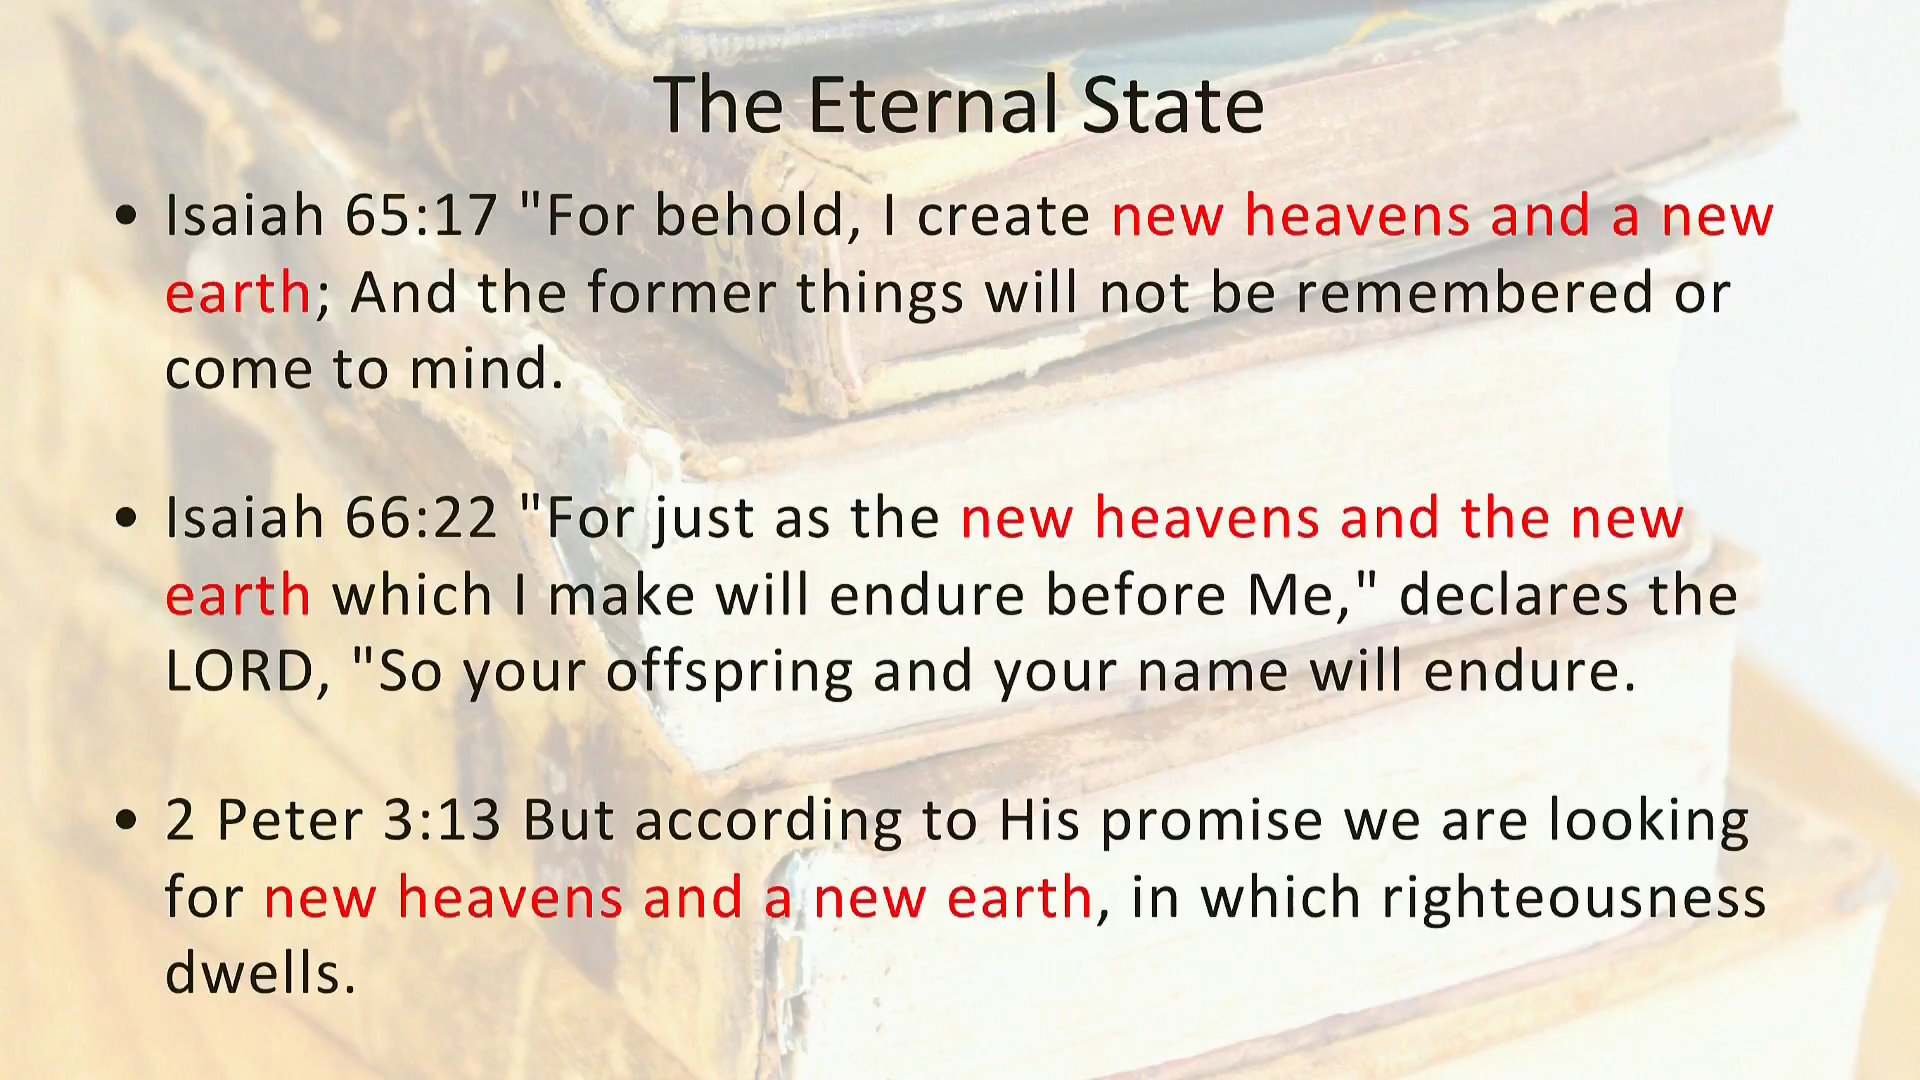 The Eternal State
• Isaiah 65:17 "For behold, I create new heavens and a new
earth; And the former things will not be remembered or
come to mind.
• Isaiah 66:22 "For just as the new heavens and the new
earth which I make will endure before Me," declares the
LORD, "So your offspring and your name will endure.
• 2 Peter 3:13 But according to His promise we are looking
for new heavens and a new earth, in which righteousness
dwells.